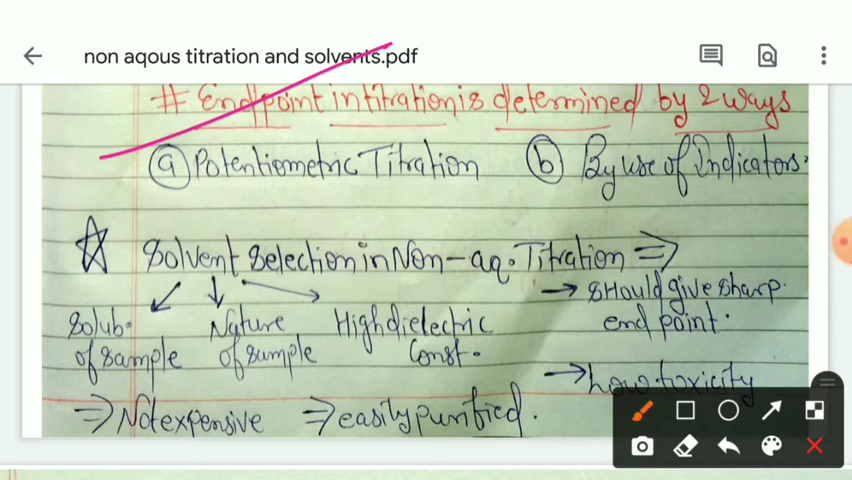 non aqous titration and solvents.pdf
# Endpoint in titration is determined by 2 ways
(a) Potentiometric Titration (b) By use of Indicators.
☆ Solvent Selection in Non-aq. Titration ⇒
Solub. of sample
Nature of sample
High dielectric Const.
→ Should give sharp end point.
→ Low toxicity
⇒ Not expensive ⇒ easily purified.